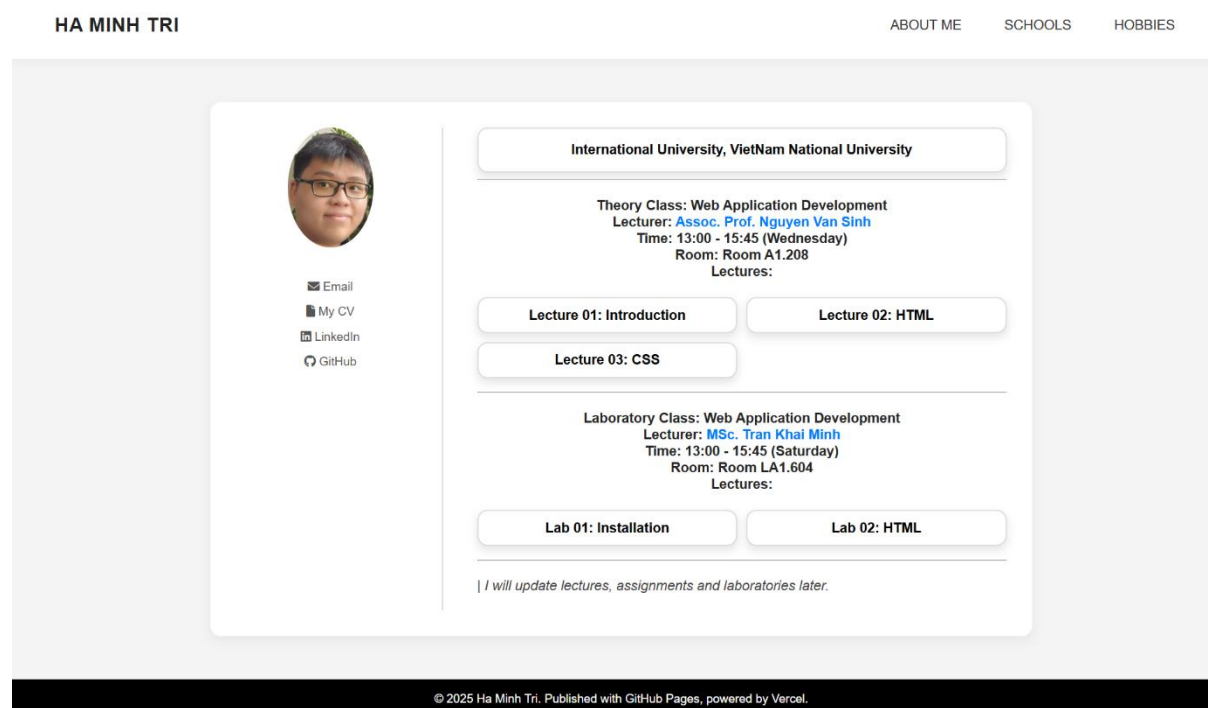 HA MINH TRI
ABOUT ME SCHOOLS HOBBIES
Email
My CV
LinkedIn
GitHub
International University, VietNam National University
Theory Class: Web Application Development
Lecturer: Assoc. Prof. Nguyen Van Sinh
Time: 13:00 - 15:45 (Wednesday)
Room: Room A1.208
Lectures:
Lecture 01: Introduction
Lecture 02: HTML
Lecture 03: CSS
Laboratory Class: Web Application Development
Lecturer: MSc. Tran Khai Minh
Time: 13:00 - 15:45 (Saturday)
Room: Room LA1.604
Lectures:
Lab 01: Installation
Lab 02: HTML
| I will update lectures, assignments and laboratories later.
© 2025 Ha Minh Tri. Published with GitHub Pages, powered by Vercel.